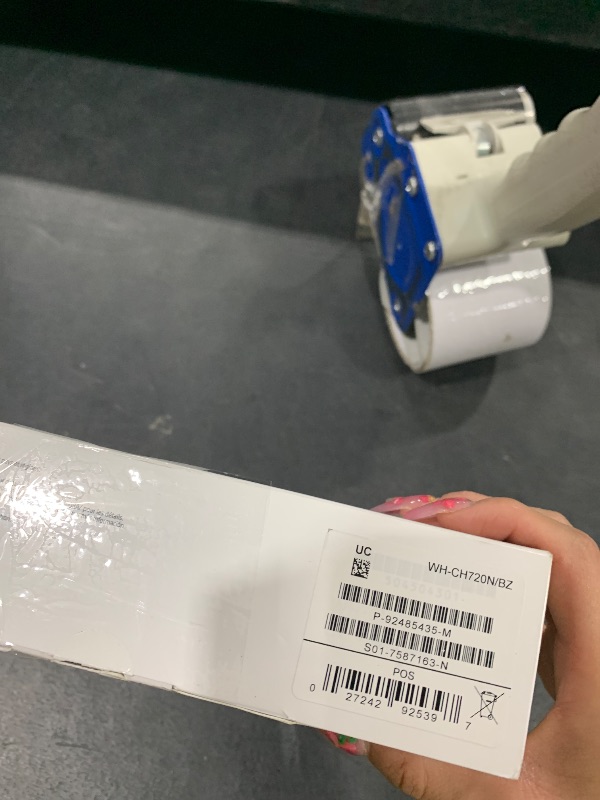 UC
WH-CH720N/BZ
P-92485435-M
S01-7587163-N
POS
0 27242 92539 7